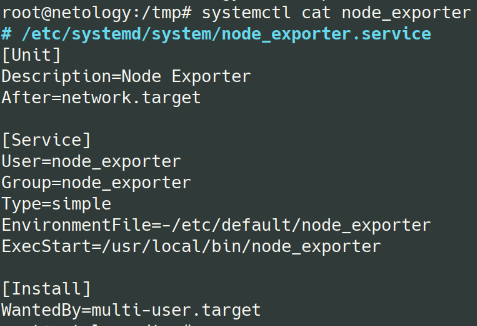 root@netology:/tmp# systemctl cat node_exporter
# /etc/systemd/system/node_exporter.service
[Unit]
Description=Node Exporter
After=network.target

[Service]
User=node_exporter
Group=node_exporter
Type=simple
EnvironmentFile=-/etc/default/node_exporter
ExecStart=/usr/local/bin/node_exporter

[Install]
WantedBy=multi-user.target